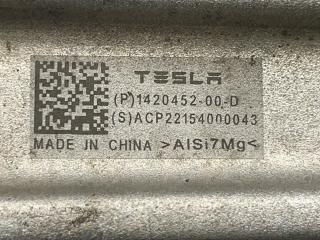 TESLA
(P)1420452-00-D
(S)ACP22154000043
MADE IN CHINA >AlSi7Mg<